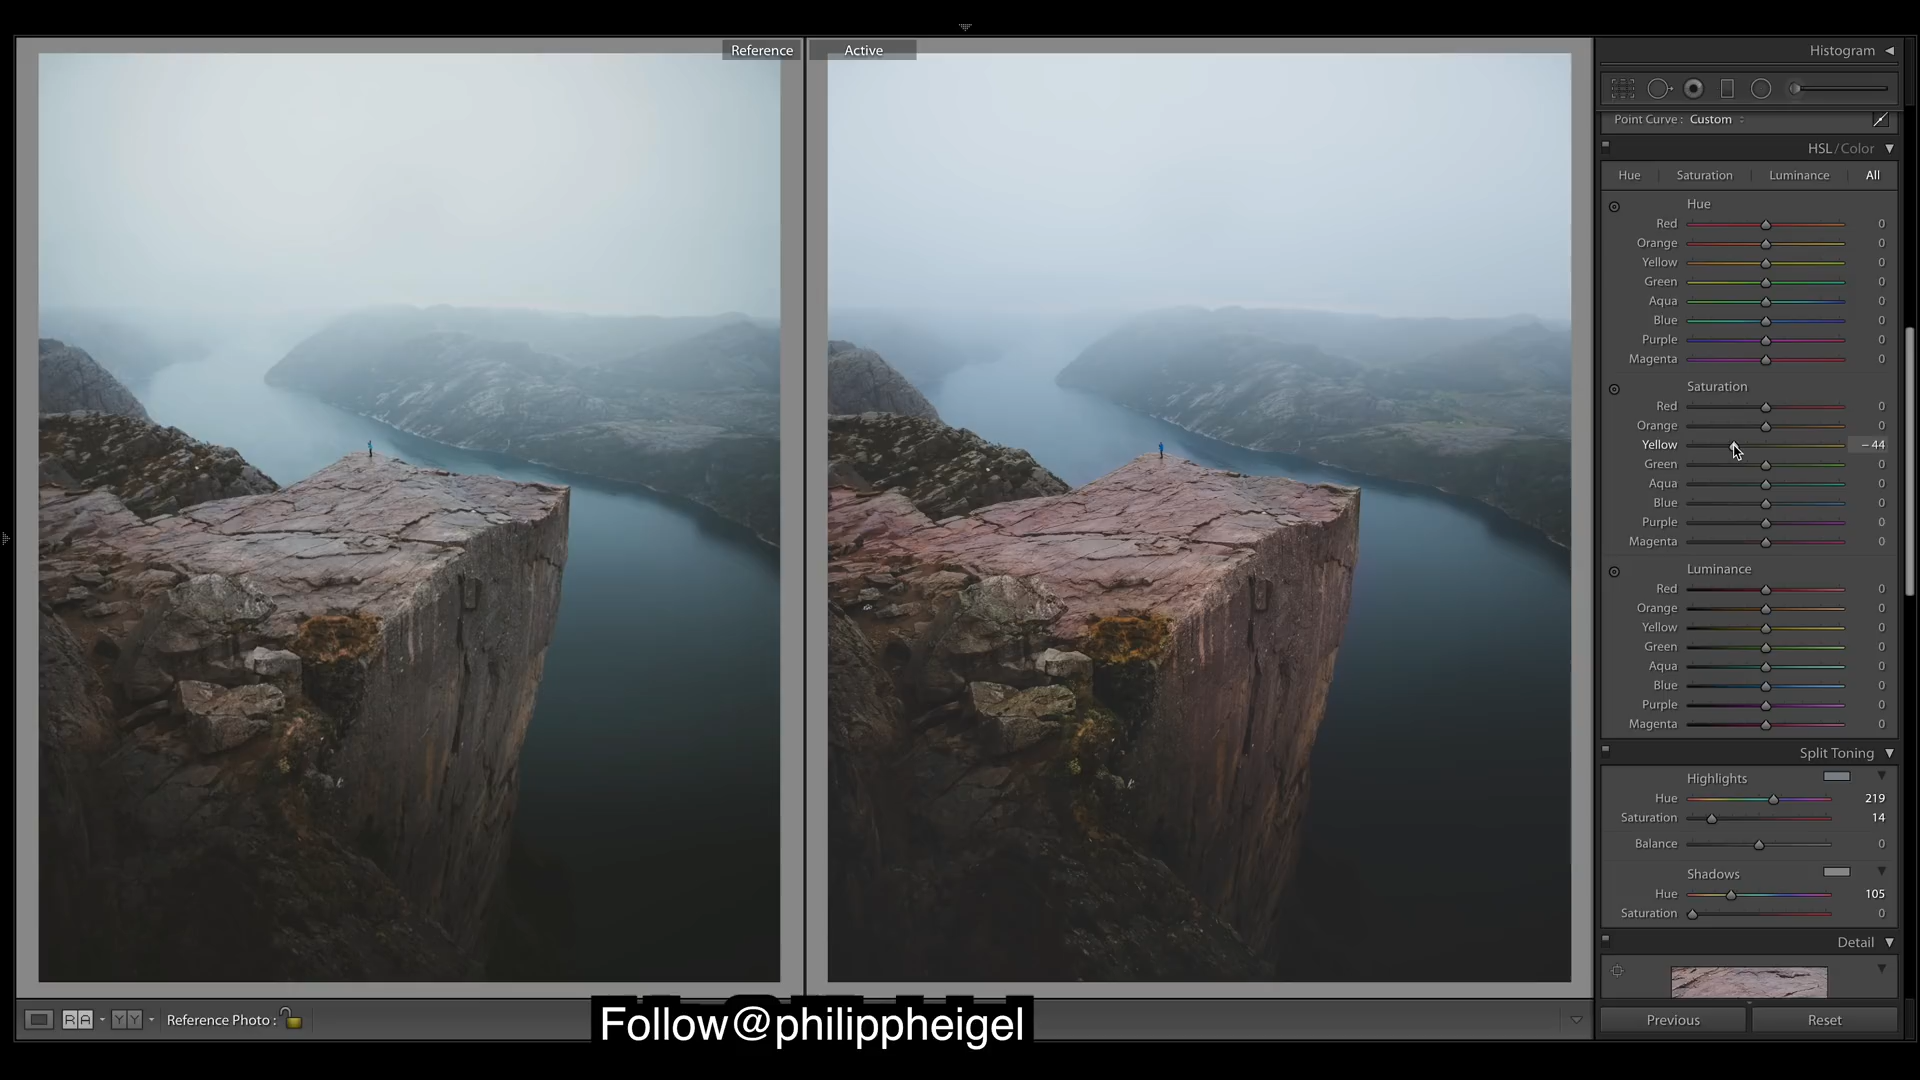 Reference
Active
Histogram
Point Curve : Custom
HSL / Color
Hue Saturation Luminance All
Hue
Red 0
Orange 0
Yellow 0
Green 0
Aqua 0
Blue 0
Purple 0
Magenta 0
Saturation
Red 0
Orange 0
Yellow – 44
Green 0
Aqua 0
Blue 0
Purple 0
Magenta 0
Luminance
Red 0
Orange 0
Yellow 0
Green 0
Aqua 0
Blue 0
Purple 0
Magenta 0
Split Toning
Highlights
Hue 219
Saturation 14
Balance 0
Shadows
Hue 105
Saturation 0
Detail
RA YY Reference Photo :
Follow@philippheigel
Previous Reset